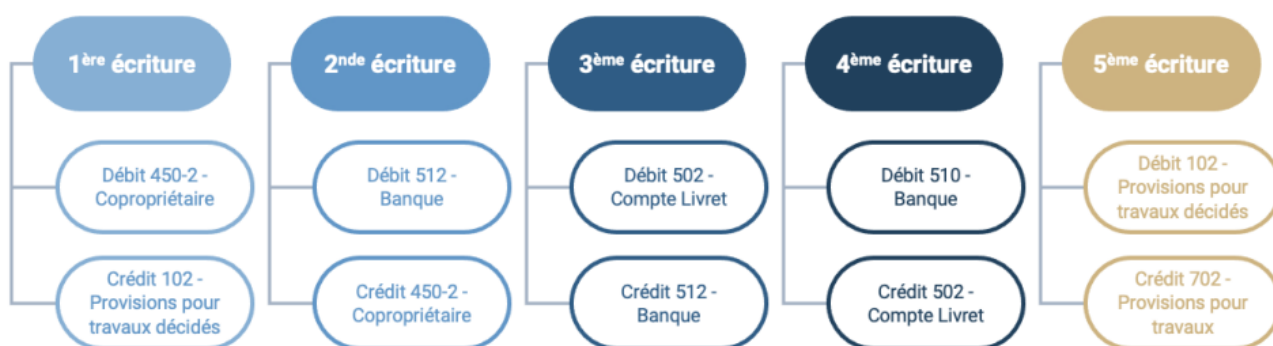 1ère écriture
2nde écriture
3ème écriture
4ème écriture
5ème écriture
Débit 450-2 -
Copropriétaire
Débit 512 -
Banque
Débit 502 -
Compte Livret
Débit 510 -
Banque
Débit 102 -
Provisions pour
travaux décidés
Crédit 102 -
Provisions pour
travaux décidés
Crédit 450-2 -
Copropriétaire
Crédit 512 -
Banque
Crédit 502 -
Compte Livret
Crédit 702 -
Provisions pour
travaux